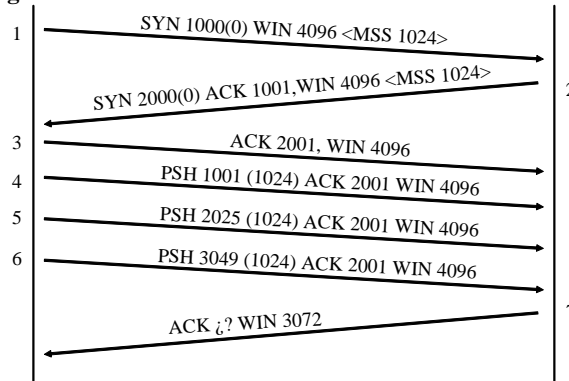 g
1
SYN 1000(0) WIN 4096 <MSS 1024>
2
SYN 2000(0) ACK 1001,WIN 4096 <MSS 1024>
3
ACK 2001, WIN 4096
4
PSH 1001 (1024) ACK 2001 WIN 4096
5
PSH 2025 (1024) ACK 2001 WIN 4096
6
PSH 3049 (1024) ACK 2001 WIN 4096
ACK ¿? WIN 3072